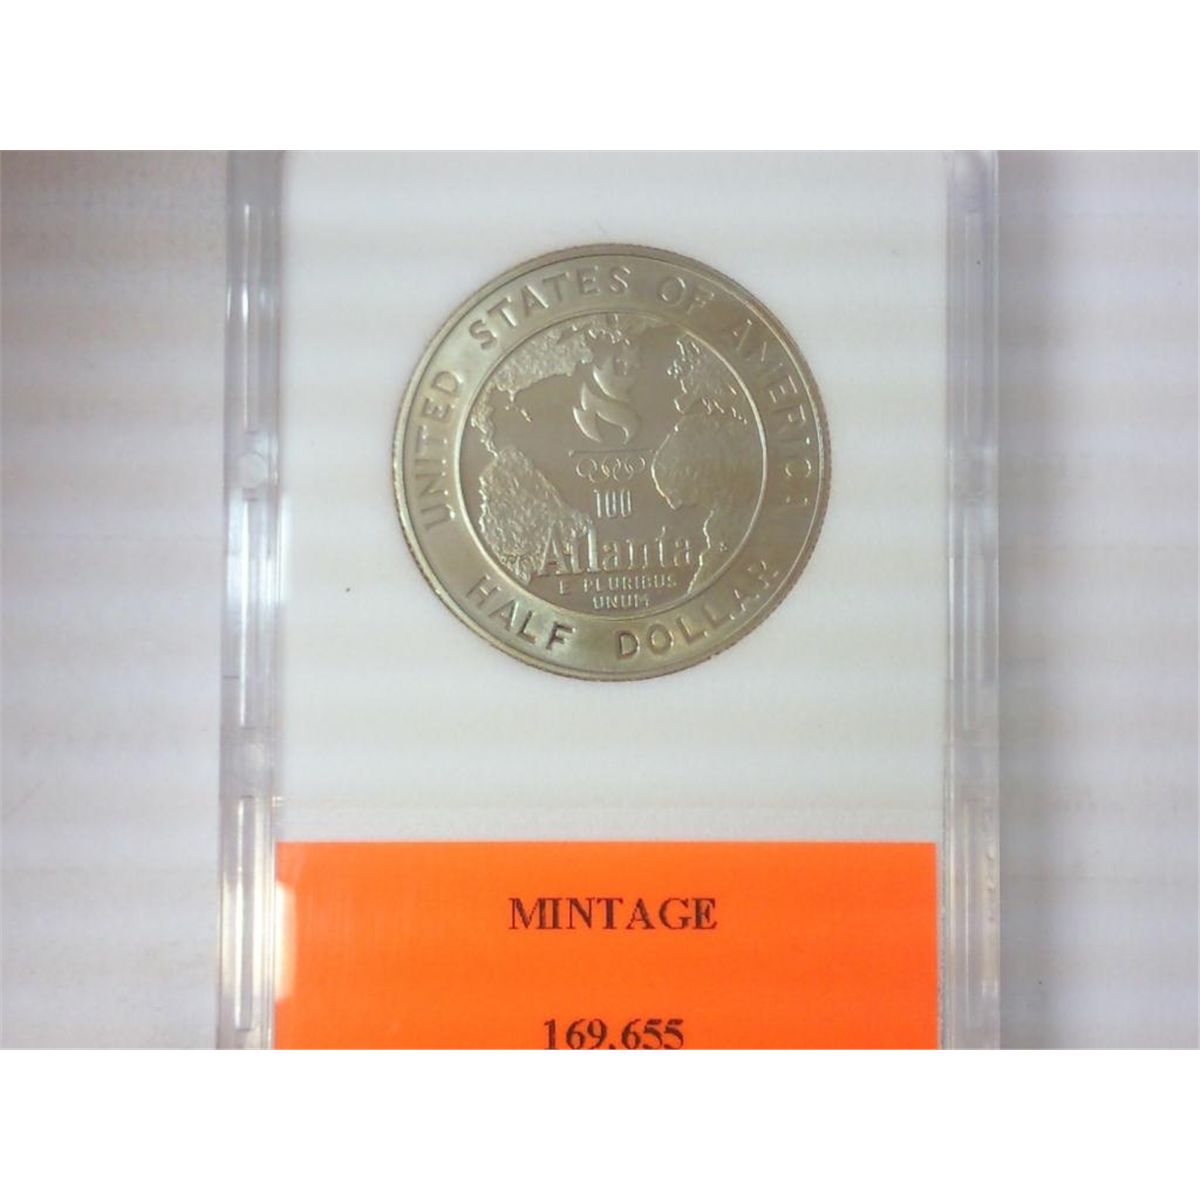 UNITED STATES OF AMERICA
100
Atlanta
E PLURIBUS
UNUM
HALF DOLLAR
MINTAGE
169,655